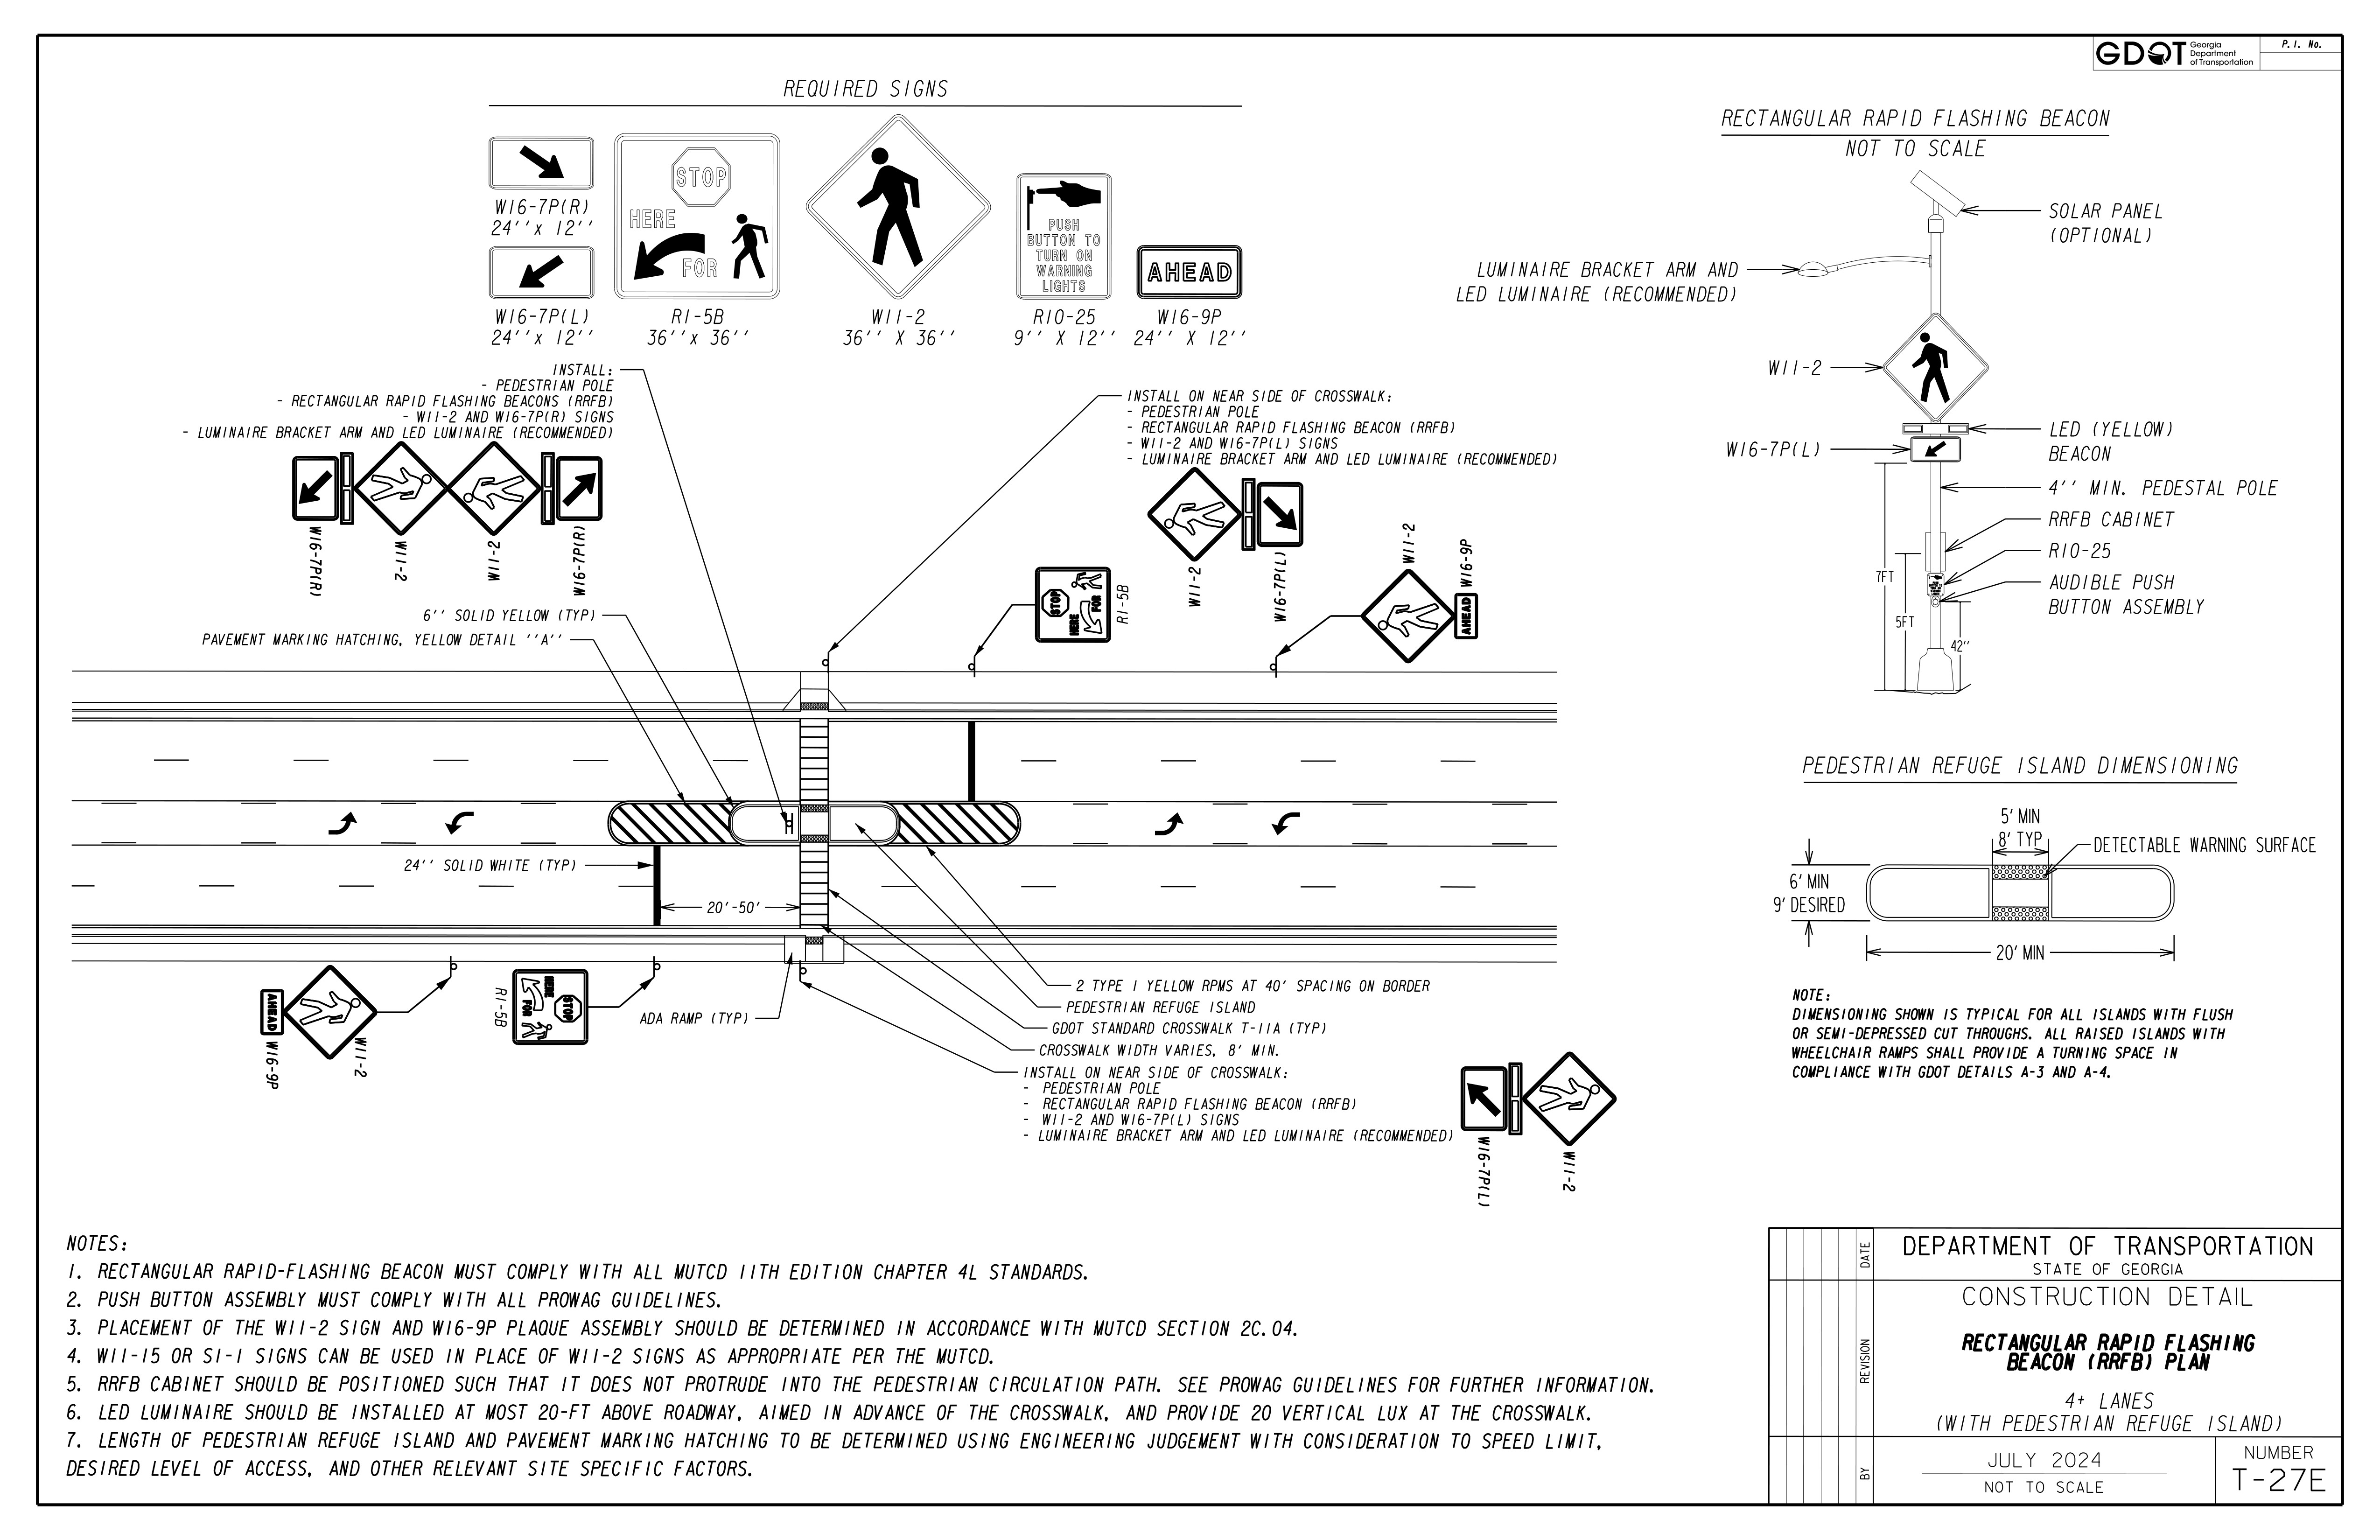 GDOT
Georgia
Department
of Transportation
P.I. No.
REQUIRED SIGNS
W16-7P(R)
24''x 12''
W16-7P(L)
24''x 12''
STOP
HERE
FOR
R1-5B
36''x 36''
W11-2
36'' X 36''
PUSH
BUTTON TO
TURN ON
WARNING
LIGHTS
R10-25
9'' X 12''
AHEAD
W16-9P
24'' X 12''
RECTANGULAR RAPID FLASHING BEACON
NOT TO SCALE
SOLAR PANEL
(OPTIONAL)
LUMINAIRE BRACKET ARM AND
LED LUMINAIRE (RECOMMENDED)
W11-2
LED (YELLOW)
BEACON
W16-7P(L)
4'' MIN. PEDESTAL POLE
RRFB CABINET
R10-25
AUDIBLE PUSH
BUTTON ASSEMBLY
7FT
5FT
42''
INSTALL:
- PEDESTRIAN POLE
- RECTANGULAR RAPID FLASHING BEACONS (RRFB)
- W11-2 AND W16-7P(R) SIGNS
- LUMINAIRE BRACKET ARM AND LED LUMINAIRE (RECOMMENDED)
W16-7P(R)
W11-2
W11-2
W16-7P(R)
INSTALL ON NEAR SIDE OF CROSSWALK:
- PEDESTRIAN POLE
- RECTANGULAR RAPID FLASHING BEACON (RRFB)
- W11-2 AND W16-7P(L) SIGNS
- LUMINAIRE BRACKET ARM AND LED LUMINAIRE (RECOMMENDED)
W11-2
W16-7P(L)
STOP
HERE
FOR
R1-5B
W11-2
AHEAD
W16-9P
6'' SOLID YELLOW (TYP)
PAVEMENT MARKING HATCHING, YELLOW DETAIL ''A''
24'' SOLID WHITE (TYP)
20'-50'
AHEAD
W16-9P
W11-2
R1-5B
HERE
STOP
FOR
ADA RAMP (TYP)
2 TYPE 1 YELLOW RPMS AT 40' SPACING ON BORDER
PEDESTRIAN REFUGE ISLAND
GDOT STANDARD CROSSWALK T-11A (TYP)
CROSSWALK WIDTH VARIES, 8' MIN.
INSTALL ON NEAR SIDE OF CROSSWALK:
- PEDESTRIAN POLE
- RECTANGULAR RAPID FLASHING BEACON (RRFB)
- W11-2 AND W16-7P(L) SIGNS
- LUMINAIRE BRACKET ARM AND LED LUMINAIRE (RECOMMENDED)
W16-7P(L)
W11-2
PEDESTRIAN REFUGE ISLAND DIMENSIONING
5' MIN
8' TYP
DETECTABLE WARNING SURFACE
6' MIN
9' DESIRED
20' MIN
NOTE:
DIMENSIONING SHOWN IS TYPICAL FOR ALL ISLANDS WITH FLUSH
OR SEMI-DEPRESSED CUT THROUGHS. ALL RAISED ISLANDS WITH
WHEELCHAIR RAMPS SHALL PROVIDE A TURNING SPACE IN
COMPLIANCE WITH GDOT DETAILS A-3 AND A-4.
NOTES:
1. RECTANGULAR RAPID-FLASHING BEACON MUST COMPLY WITH ALL MUTCD 11TH EDITION CHAPTER 4L STANDARDS.
2. PUSH BUTTON ASSEMBLY MUST COMPLY WITH ALL PROWAG GUIDELINES.
3. PLACEMENT OF THE W11-2 SIGN AND W16-9P PLAQUE ASSEMBLY SHOULD BE DETERMINED IN ACCORDANCE WITH MUTCD SECTION 2C.04.
4. W11-15 OR S1-1 SIGNS CAN BE USED IN PLACE OF W11-2 SIGNS AS APPROPRIATE PER THE MUTCD.
5. RRFB CABINET SHOULD BE POSITIONED SUCH THAT IT DOES NOT PROTRUDE INTO THE PEDESTRIAN CIRCULATION PATH. SEE PROWAG GUIDELINES FOR FURTHER INFORMATION.
6. LED LUMINAIRE SHOULD BE INSTALLED AT MOST 20-FT ABOVE ROADWAY, AIMED IN ADVANCE OF THE CROSSWALK, AND PROVIDE 20 VERTICAL LUX AT THE CROSSWALK.
7. LENGTH OF PEDESTRIAN REFUGE ISLAND AND PAVEMENT MARKING HATCHING TO BE DETERMINED USING ENGINEERING JUDGEMENT WITH CONSIDERATION TO SPEED LIMIT,
DESIRED LEVEL OF ACCESS, AND OTHER RELEVANT SITE SPECIFIC FACTORS.
DATE
REVISION
BY
DEPARTMENT OF TRANSPORTATION
STATE OF GEORGIA
CONSTRUCTION DETAIL
RECTANGULAR RAPID FLASHING
BEACON (RRFB) PLAN
4+ LANES
(WITH PEDESTRIAN REFUGE ISLAND)
JULY 2024
NOT TO SCALE
NUMBER
T-27E